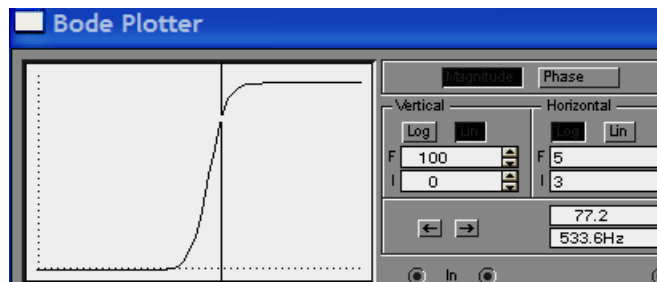 Bode Plotter
Magnitude Phase
Vertical Horizontal
Log Lin Log Lin
F 100 F 5
I 0 I 3
← → 77.2
533.6Hz
In